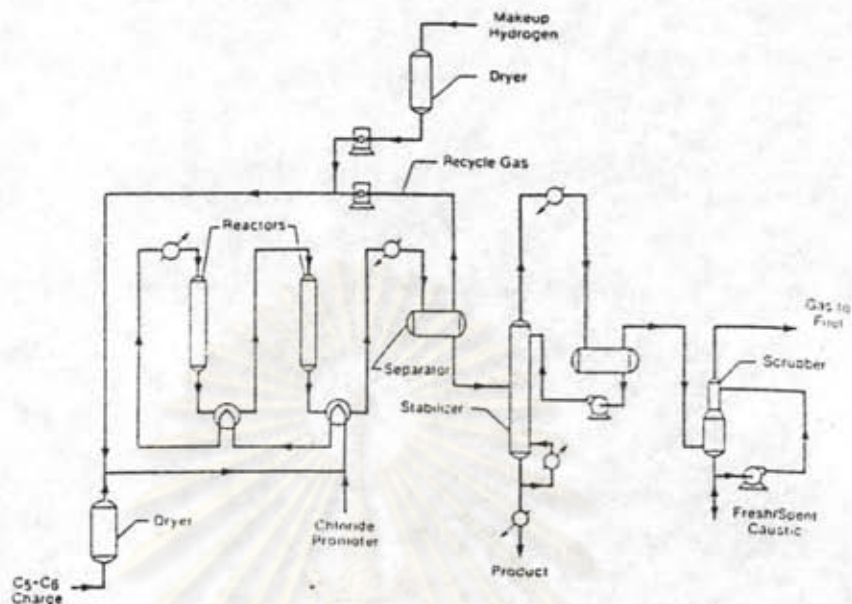 Makeup
Hydrogen
Dryer
Recycle Gas
Reactors
Gas to
Fuel
Separator
Scrubber
Stabilizer
Dryer
Chloride
Promoter
Fresh/Spent
Caustic
Product
C5-C6
Charge